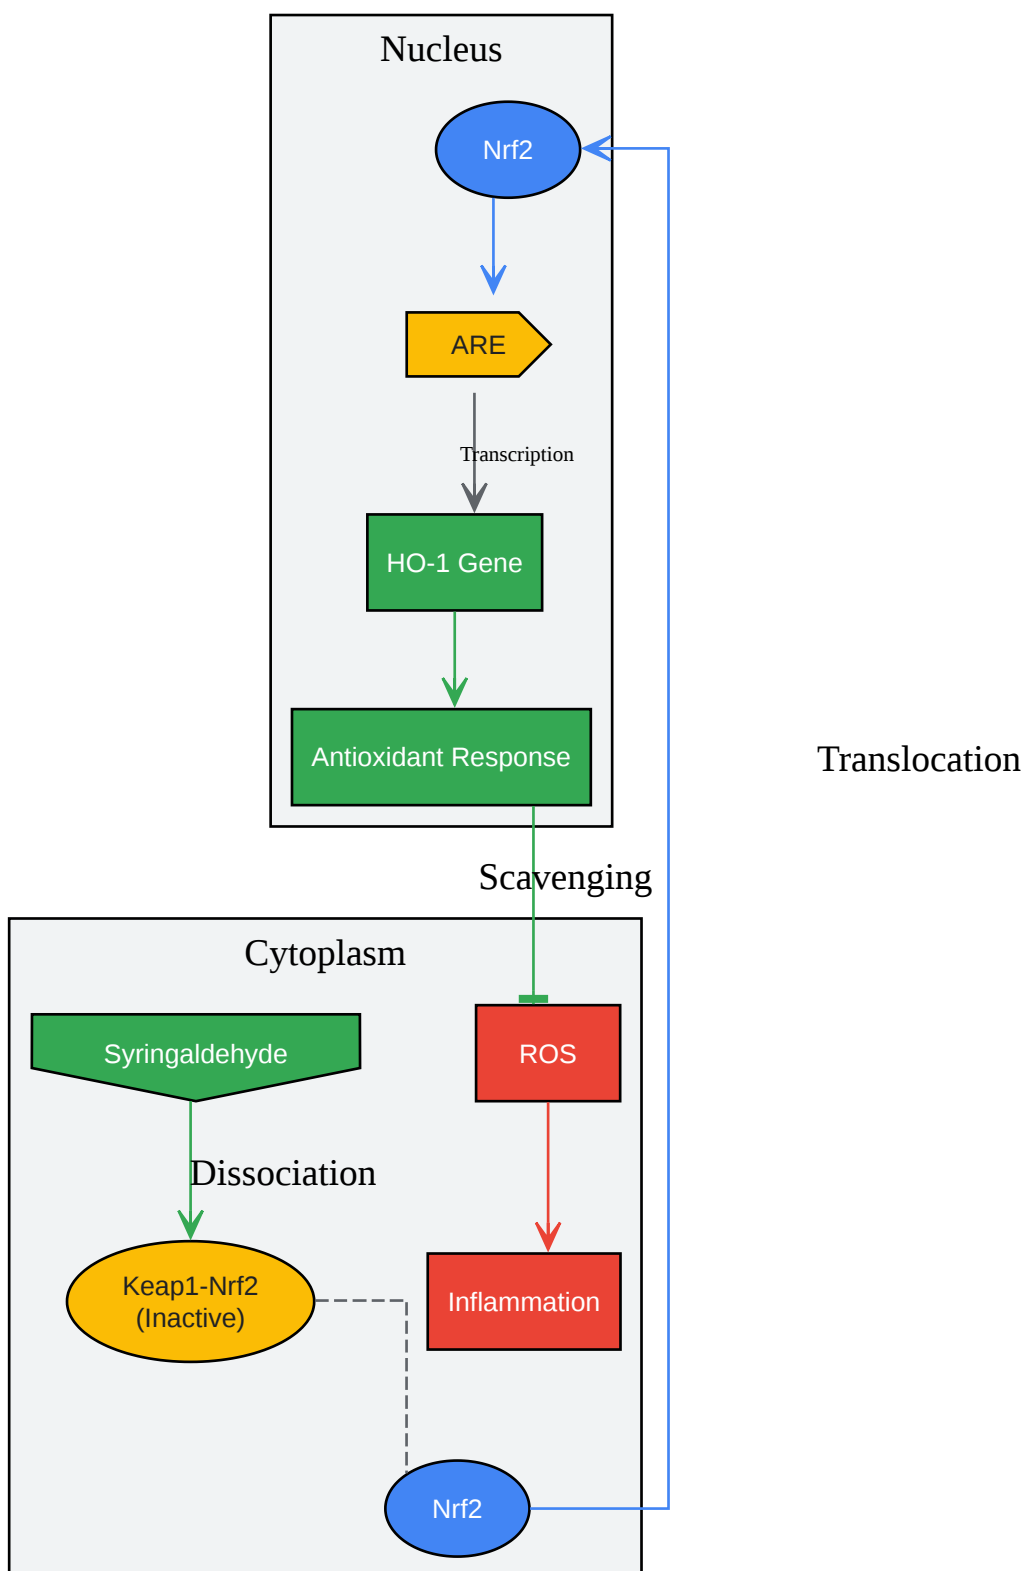 Nucleus
Nrf2
ARE
Transcription
HO-1 Gene
Antioxidant Response
Translocation
Scavenging
Cytoplasm
Syringaldehyde
ROS
Dissociation
Keap1-Nrf2
(Inactive)
Inflammation
Nrf2